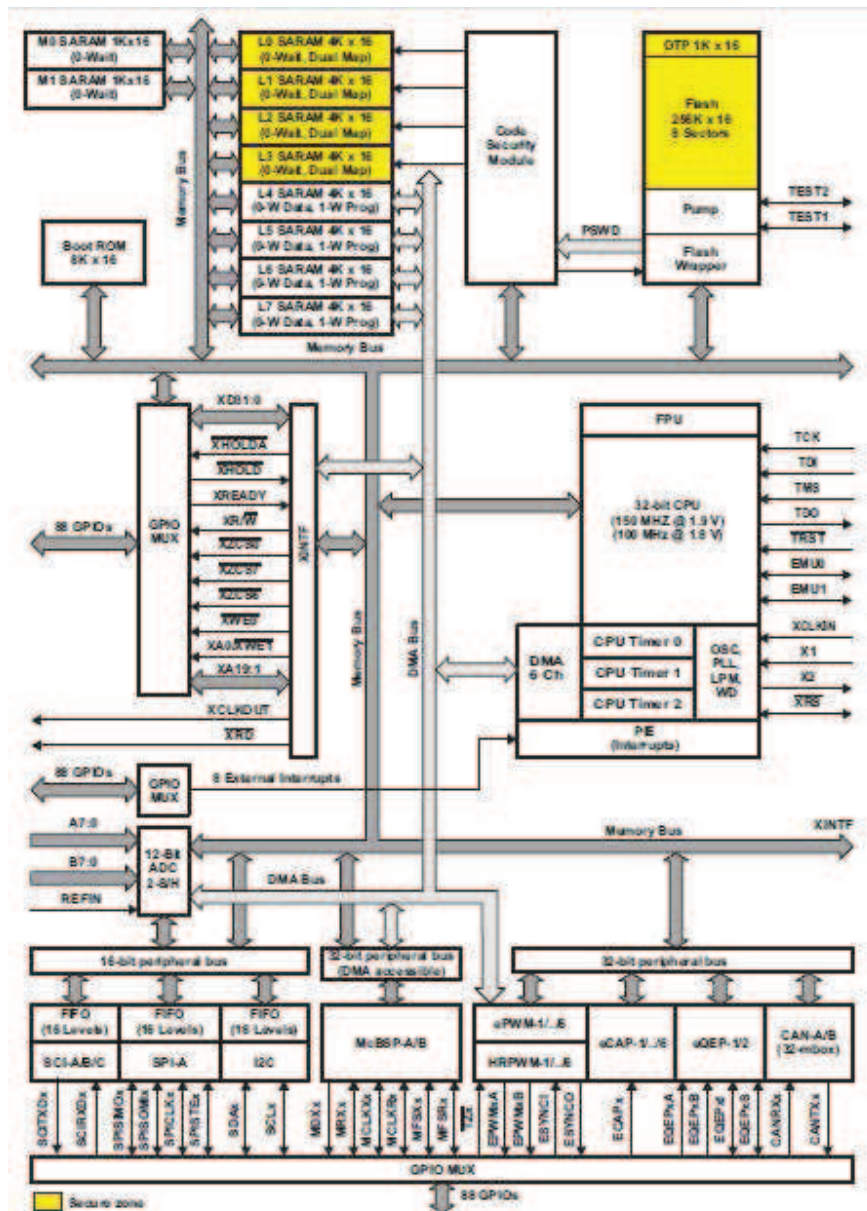 M0 SARAM 1Kx16
(0-Wait)
M1 SARAM 1Kx16
(0-Wait)
L0 SARAM 4K x 16
(0-Wait, Dual Map)
L1 SARAM 4K x 16
(0-Wait, Dual Map)
L2 SARAM 4K x 16
(0-Wait, Dual Map)
L3 SARAM 4K x 16
(0-Wait, Dual Map)
L4 SARAM 4K x 16
(0-W Data, 1-W Prog)
L5 SARAM 4K x 16
(0-W Data, 1-W Prog)
L6 SARAM 4K x 16
(0-W Data, 1-W Prog)
L7 SARAM 4K x 16
(0-W Data, 1-W Prog)
Memory Bus
Boot ROM
8K x 16
Code
Security
Module
OTP 1K x 16
Flash
256K x 16
8 Sectors
Pump
Flash
Wrapper
PSWD
TEST2
TEST1
Memory Bus
GPIO
MUX
88 GPIOs
XD31:0
XHOLDA
XHOLD
XREADY
XR/W
XZCS0
XZCS7
XZCS6
XWE0
XA0/XWE1
XA19:1
XCLKOUT
XRD
XINTF
Memory Bus
DMA Bus
FPU
32-bit CPU
(150 MHZ @ 1.9 V)
(100 MHz @ 1.8 V)
TCK
TDI
TMS
TDO
TRST
EMU0
EMU1
XCLKIN
X1
X2
XRS
DMA
6 Ch
CPU Timer 0
CPU Timer 1
CPU Timer 2
OSC,
PLL,
LPM,
WD
PIE
(Interrupts)
88 GPIOs
GPIO
MUX
8 External Interrupts
A7:0
B7:0
REFIN
12-Bit
ADC
2-S/H
Memory Bus
XINTF
DMA Bus
16-bit peripheral bus
32-bit peripheral bus
(DMA accessible)
32-bit peripheral bus
FIFO
(16 Levels)
FIFO
(16 Levels)
FIFO
(16 Levels)
SCI-A/B/C
SPI-A
I2C
McBSP-A/B
ePWM-1/../6
HRPWM-1/../6
eCAP-1/../6
eQEP-1/2
CAN-A/B
(32-mbox)
SCITXDx
SCIRXDx
SPISIMOx
SPISOMIx
SPICLKx
SPISTEx
SDAx
SCLx
MDXx
MRXx
MCLKXx
MCLKRx
MFSXx
MFSRx
TZx
EPWMxA
EPWMxB
ESYNCI
ESYNCO
ECAPx
EQEPxA
EQEPxB
EQEPxI
EQEPxS
CANRXx
CANTXx
GPIO MUX
88 GPIOs
Secure zone